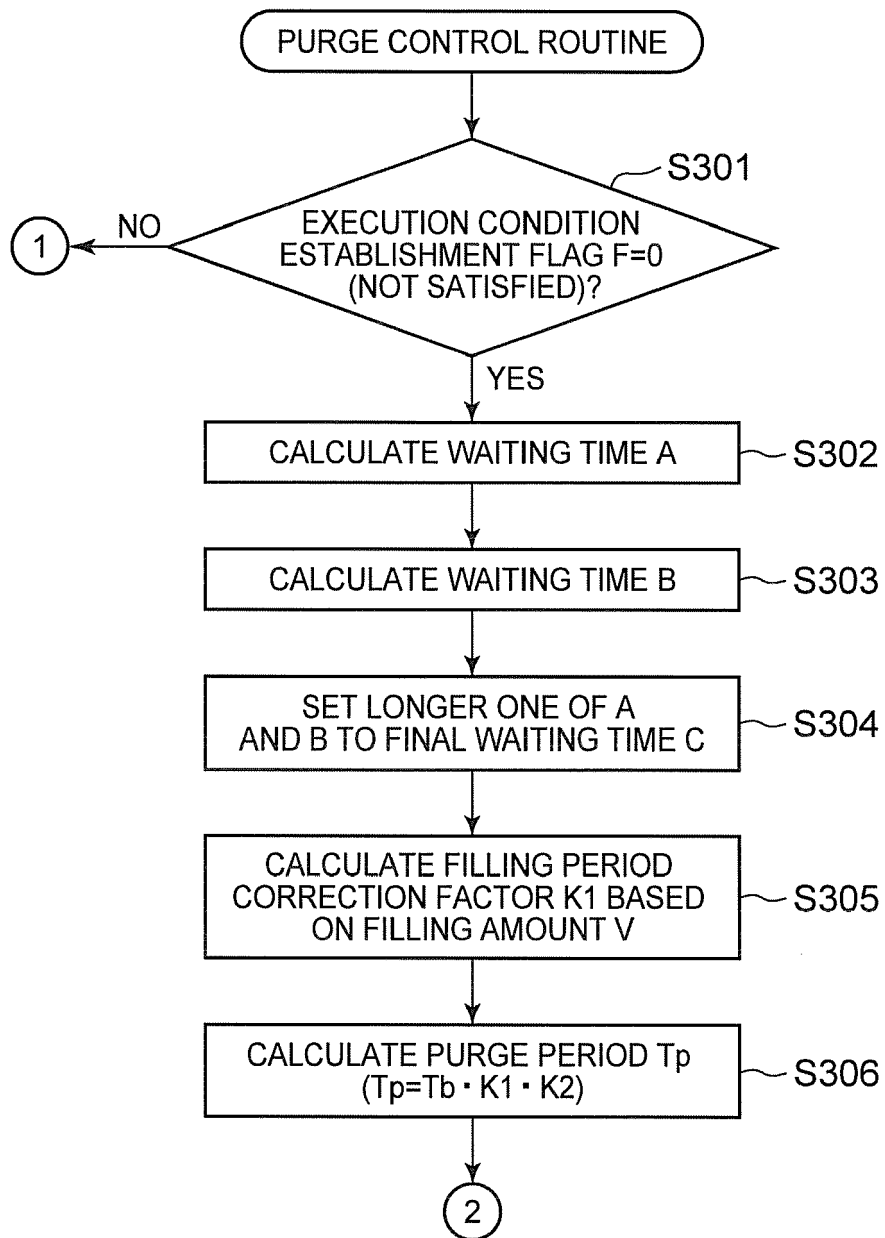 PURGE CONTROL ROUTINE
S301
EXECUTION CONDITION
ESTABLISHMENT FLAG F=0
(NOT SATISFIED)?
NO
1
YES
CALCULATE WAITING TIME A
S302
CALCULATE WAITING TIME B
S303
SET LONGER ONE OF A
AND B TO FINAL WAITING TIME C
S304
CALCULATE FILLING PERIOD
CORRECTION FACTOR K1 BASED
ON FILLING AMOUNT V
S305
CALCULATE PURGE PERIOD Tp
(Tp=Tb・K1・K2)
S306
2